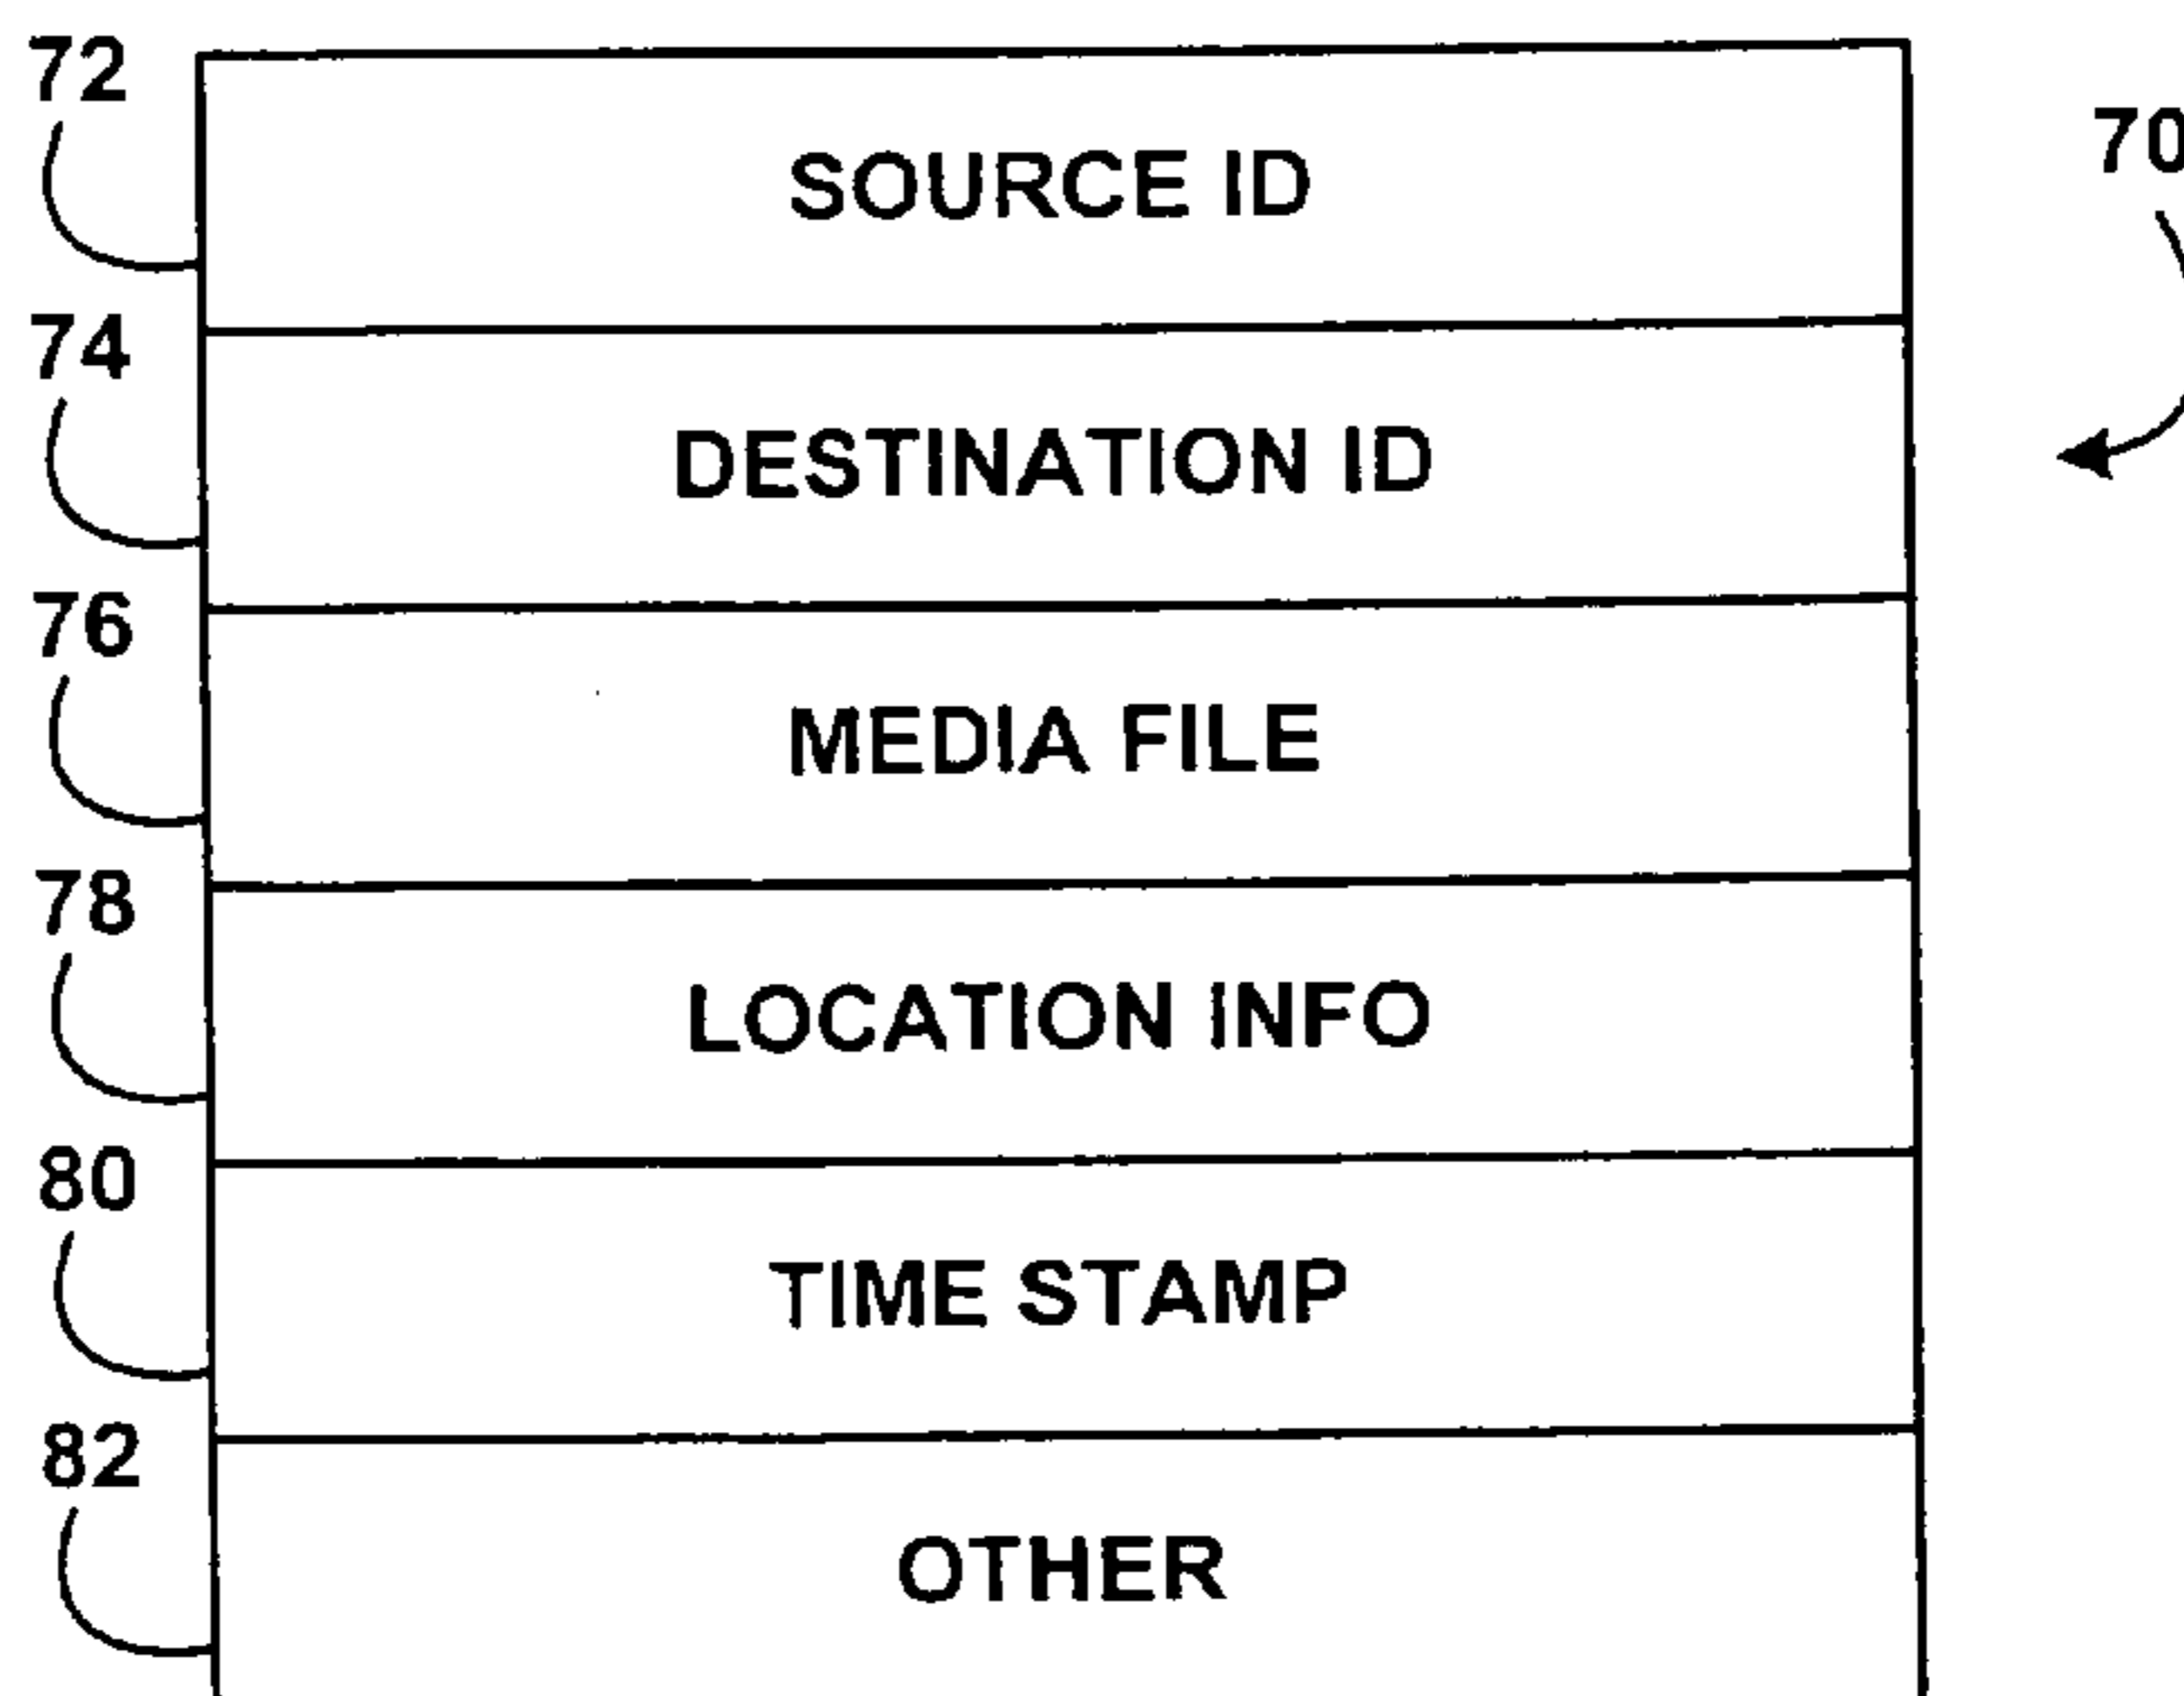 72
SOURCE ID
70
74
DESTINATION ID
76
MEDIA FILE
78
LOCATION INFO
80
TIME STAMP
82
OTHER